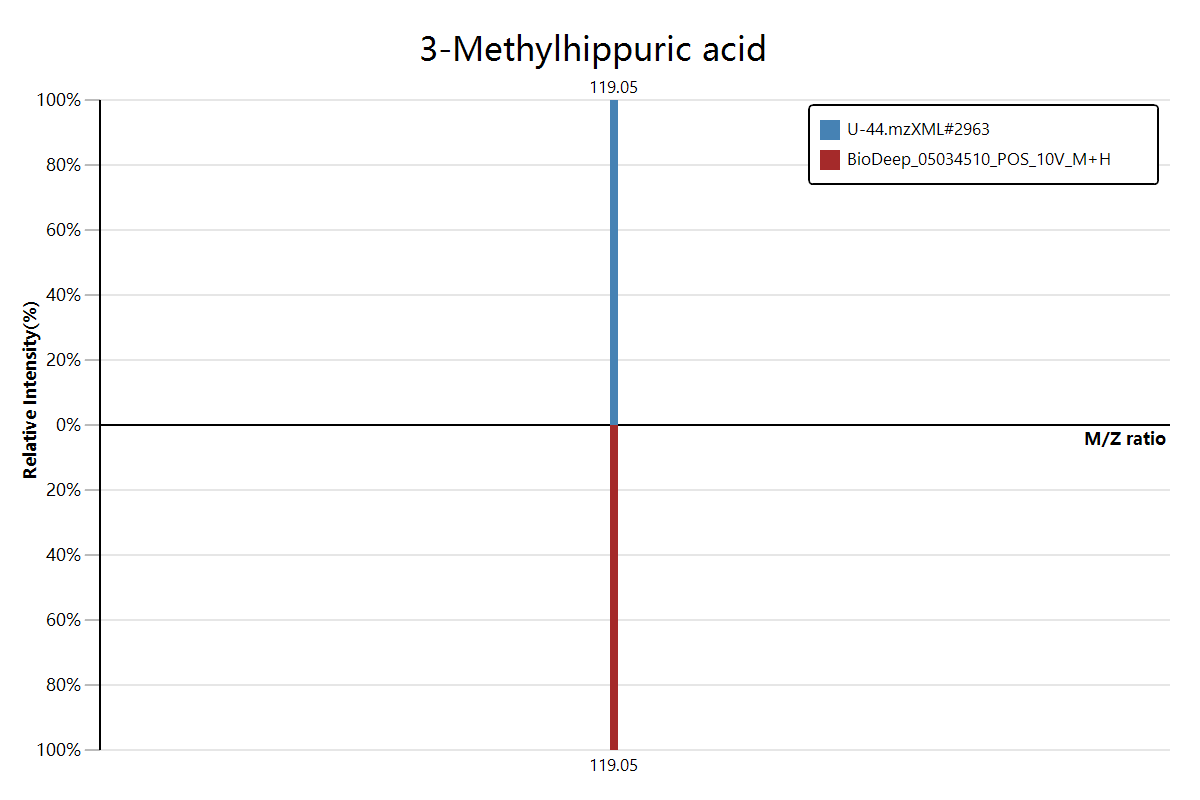 3-Methylhippuric acid
119.05
100%
U-44.mzXML#2963
BioDeep_05034510_POS_10V_M+H
80%
60%
40%
20%
0%
Relative Intensity(%)
M/Z ratio
20%
40%
60%
80%
100%
119.05